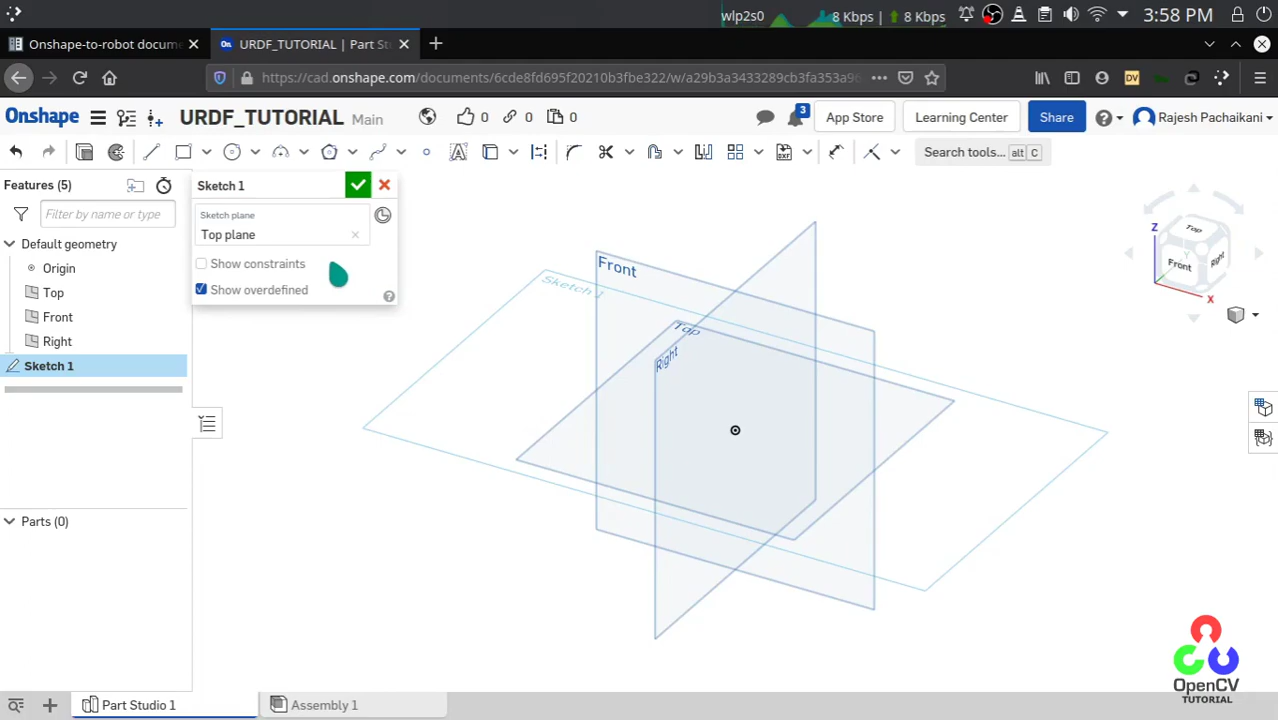 wlp2s0
8 Kbps
8 Kbps
3:58 PM
Onshape-to-robot docume
URDF_TUTORIAL | Part Stu
https://cad.onshape.com/documents/6cde8fd695f20210b3fbe322/w/a29b3a3433289cb3fa353a96
DV
Onshape
URDF_TUTORIAL
Main
0
0
0
3
App Store
Learning Center
Share
Rajesh Pachaikani
Search tools...
alt
C
Features (5)
Filter by name or type
Default geometry
Origin
Top
Front
Right
Sketch 1
Parts (0)
Sketch 1
Sketch plane
Top plane
Show constraints
Show overdefined
Sketch 1
Front
Top
Right
Top
Front
Right
Z
Y
X
OpenCV
TUTORIAL
Part Studio 1
Assembly 1